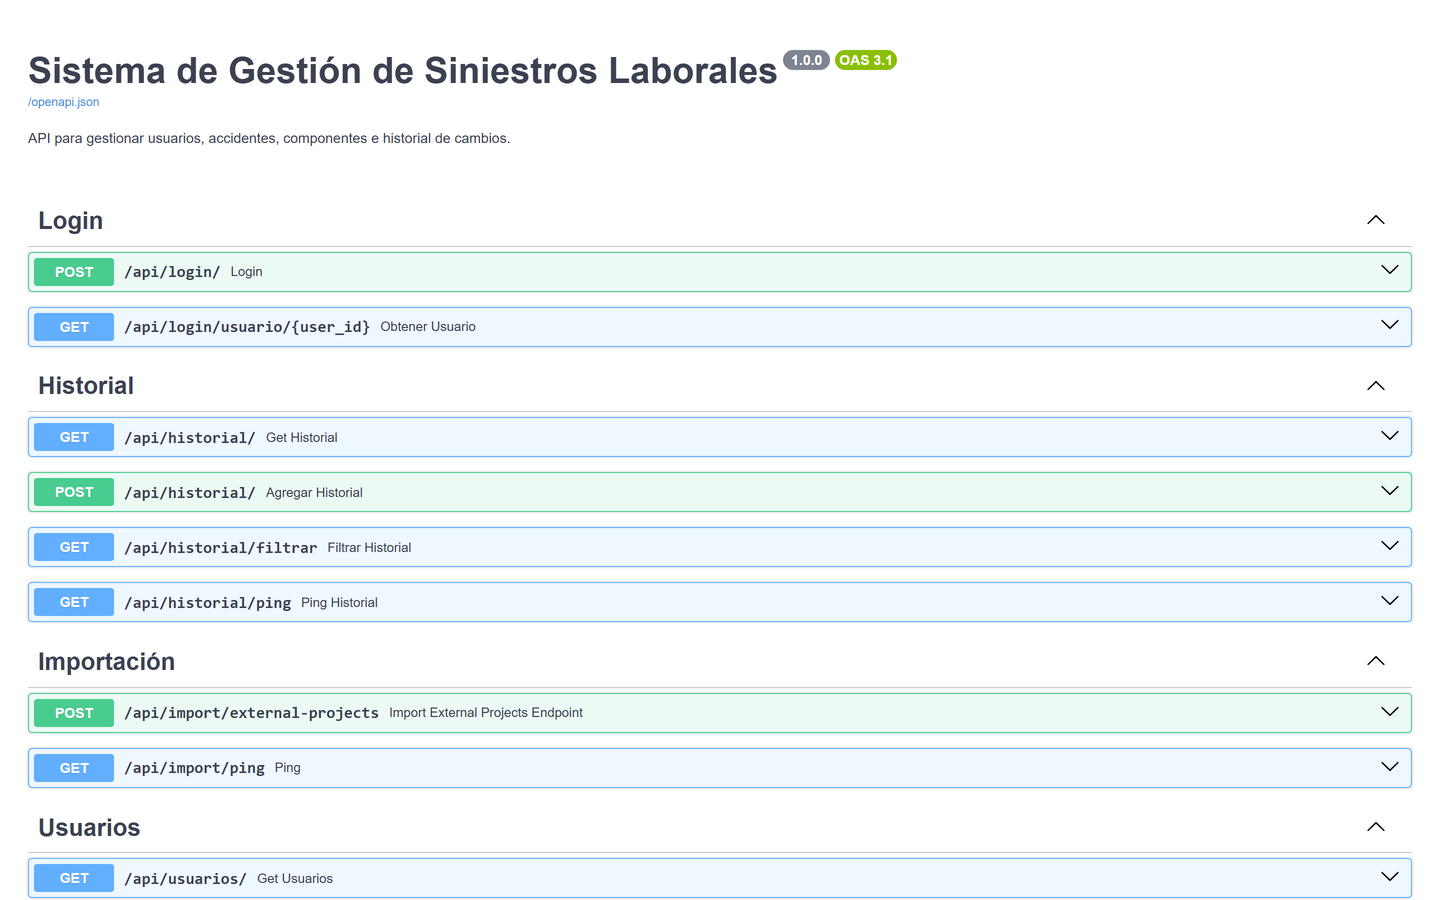 Sistema de Gestión de Siniestros Laborales 1.0.0 OAS 3.1
/openapi.json
API para gestionar usuarios, accidentes, componentes e historial de cambios.
Login
POST /api/login/ Login
GET /api/login/usuario/{user_id} Obtener Usuario
Historial
GET /api/historial/ Get Historial
POST /api/historial/ Agregar Historial
GET /api/historial/filtrar Filtrar Historial
GET /api/historial/ping Ping Historial
Importación
POST /api/import/external-projects Import External Projects Endpoint
GET /api/import/ping Ping
Usuarios
GET /api/usuarios/ Get Usuarios